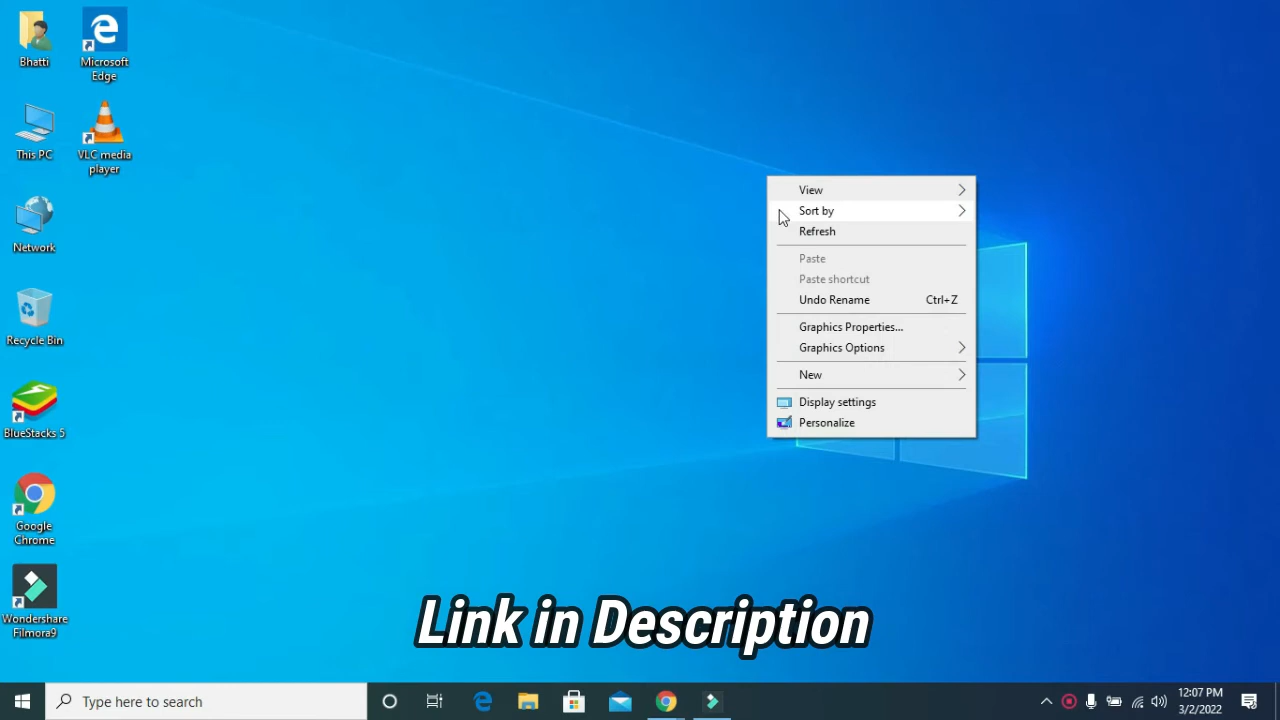 Bhatti
Microsoft
Edge
This PC
VLC media
player
Network
Recycle Bin
BlueStacks 5
Google
Chrome
Wondershare
Filmora9
View
Sort by
Refresh
Paste
Paste shortcut
Undo Rename Ctrl+Z
Graphics Properties...
Graphics Options
New
Display settings
Personalize
Link in Description
Type here to search
12:07 PM
3/2/2022